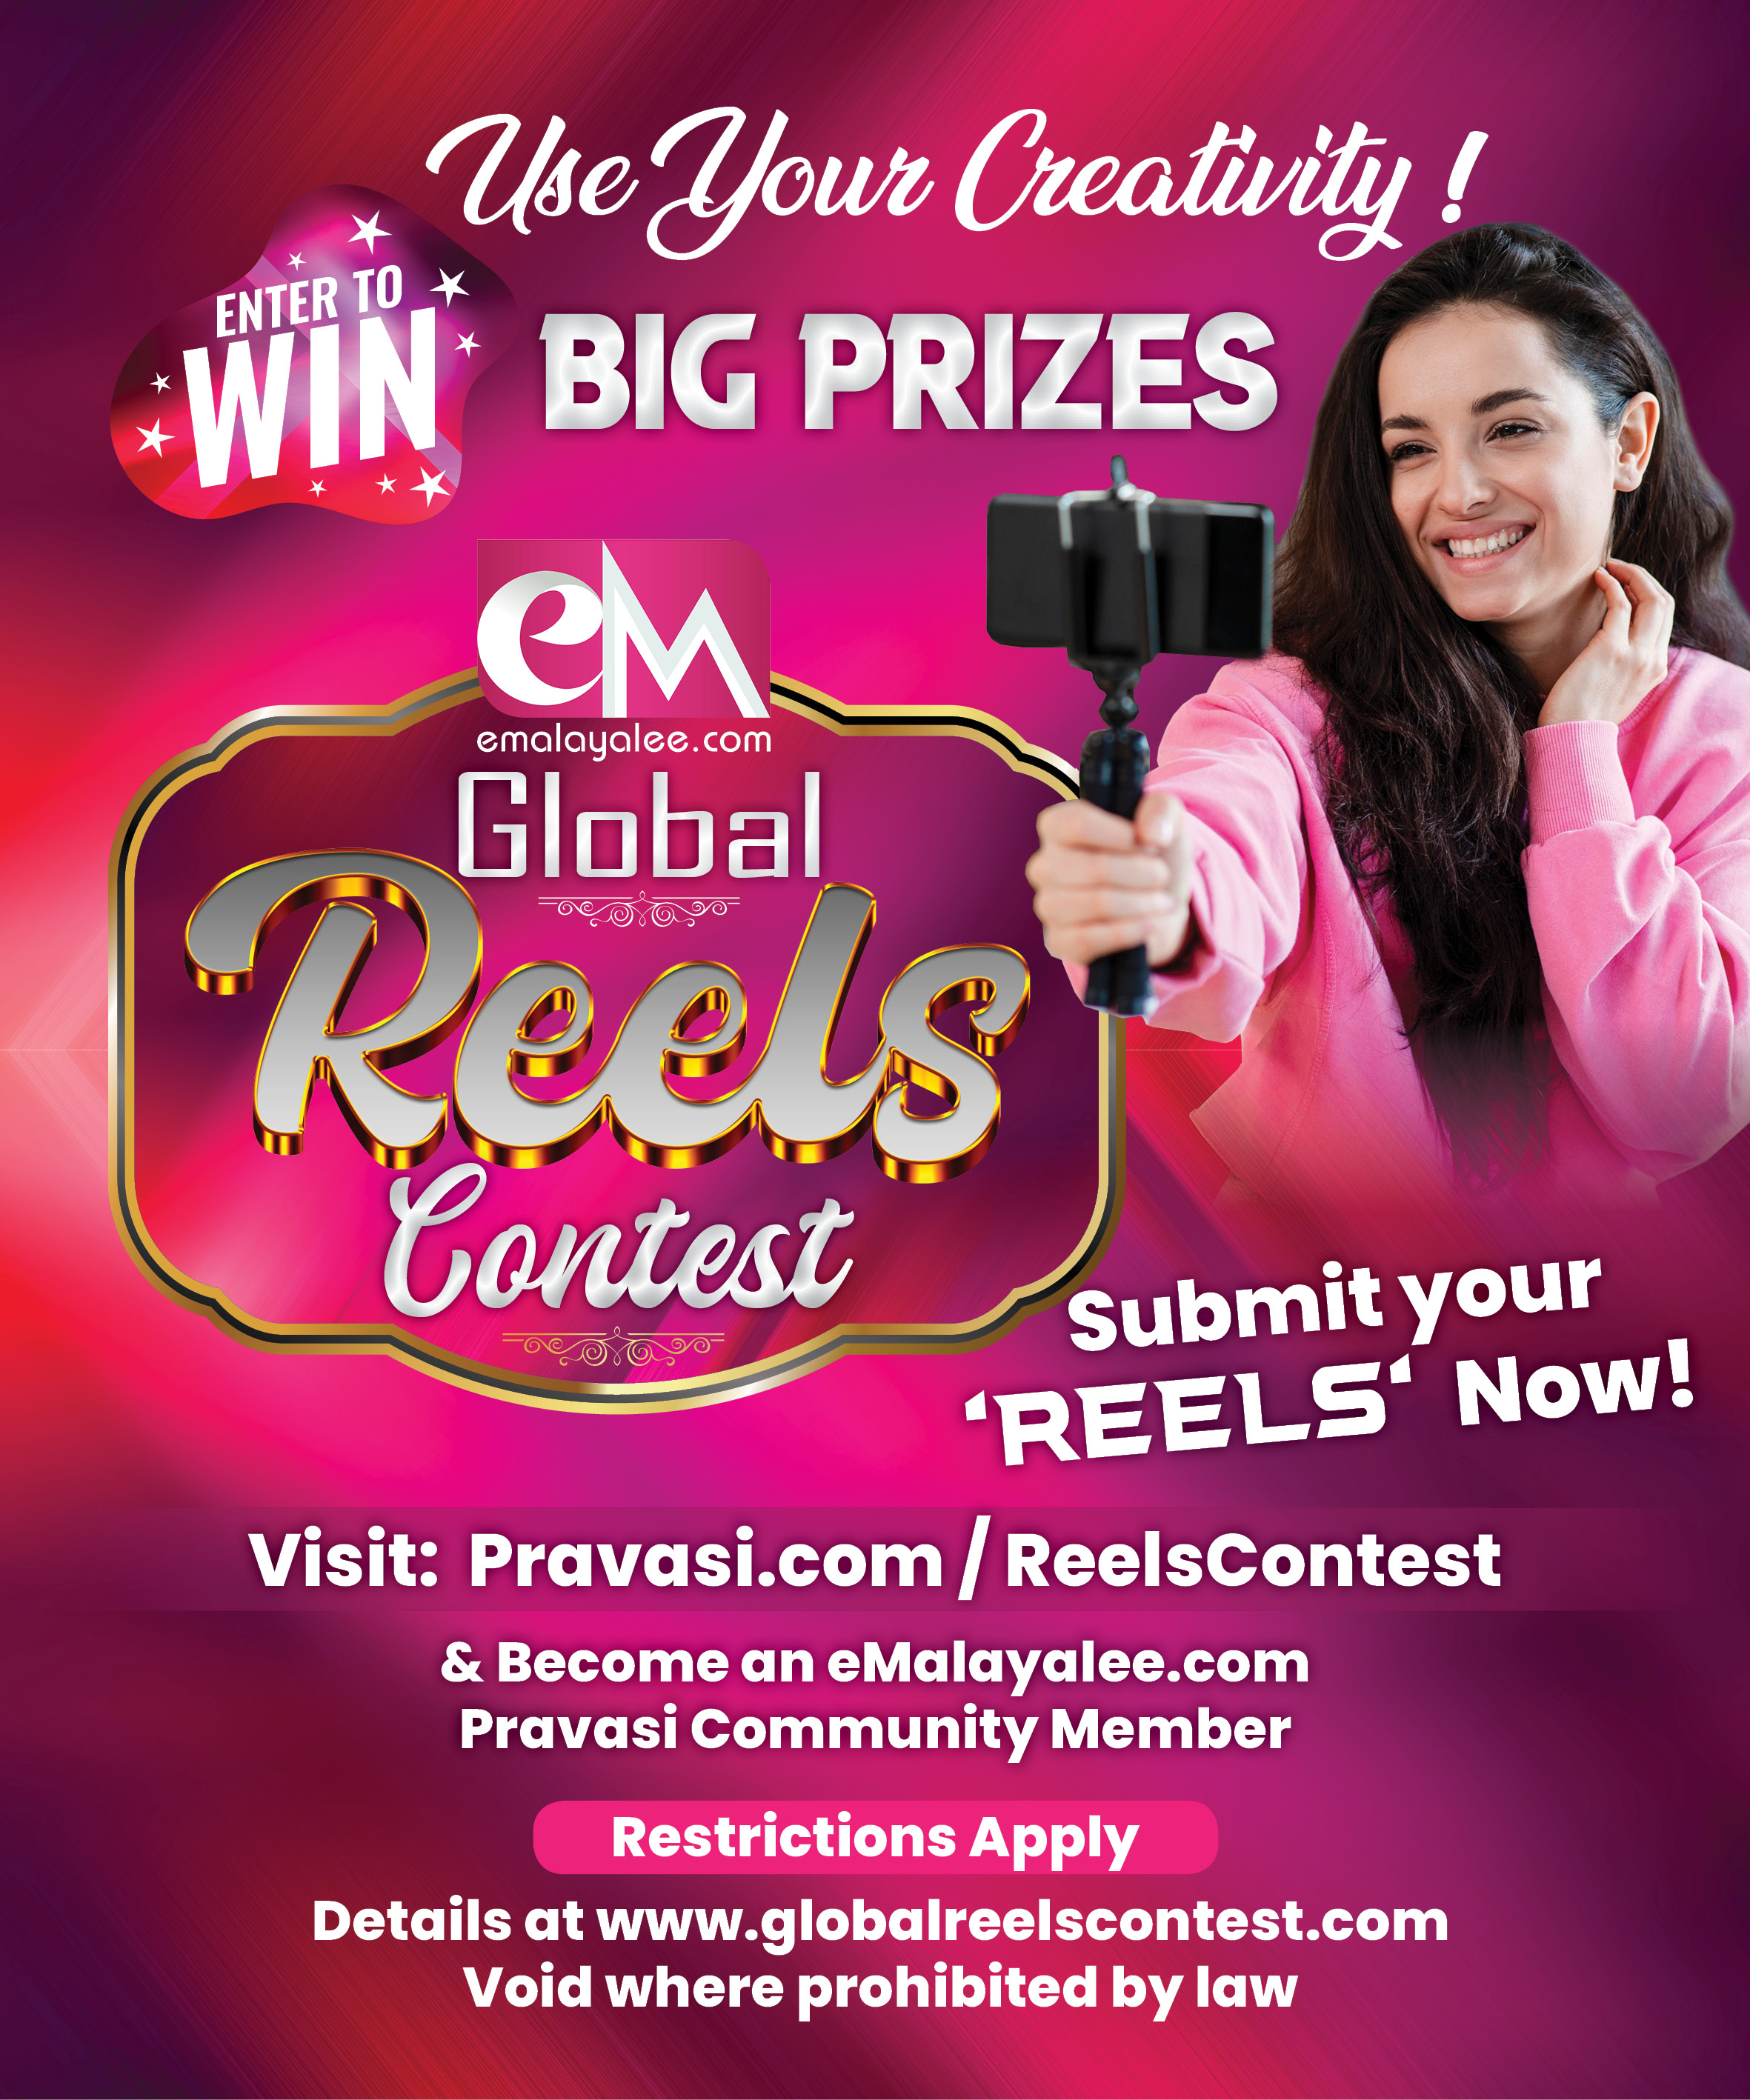 Use Your Creativity !
ENTER TO
WIN
BIG PRIZES
eM
emalayalee.com
Global
Reels
Contest
Submit your
‘REELS‘ Now!
Visit: Pravasi.com / ReelsContest
& Become an eMalayalee.com
Pravasi Community Member
Restrictions Apply
Details at www.globalreelscontest.com
Void where prohibited by law